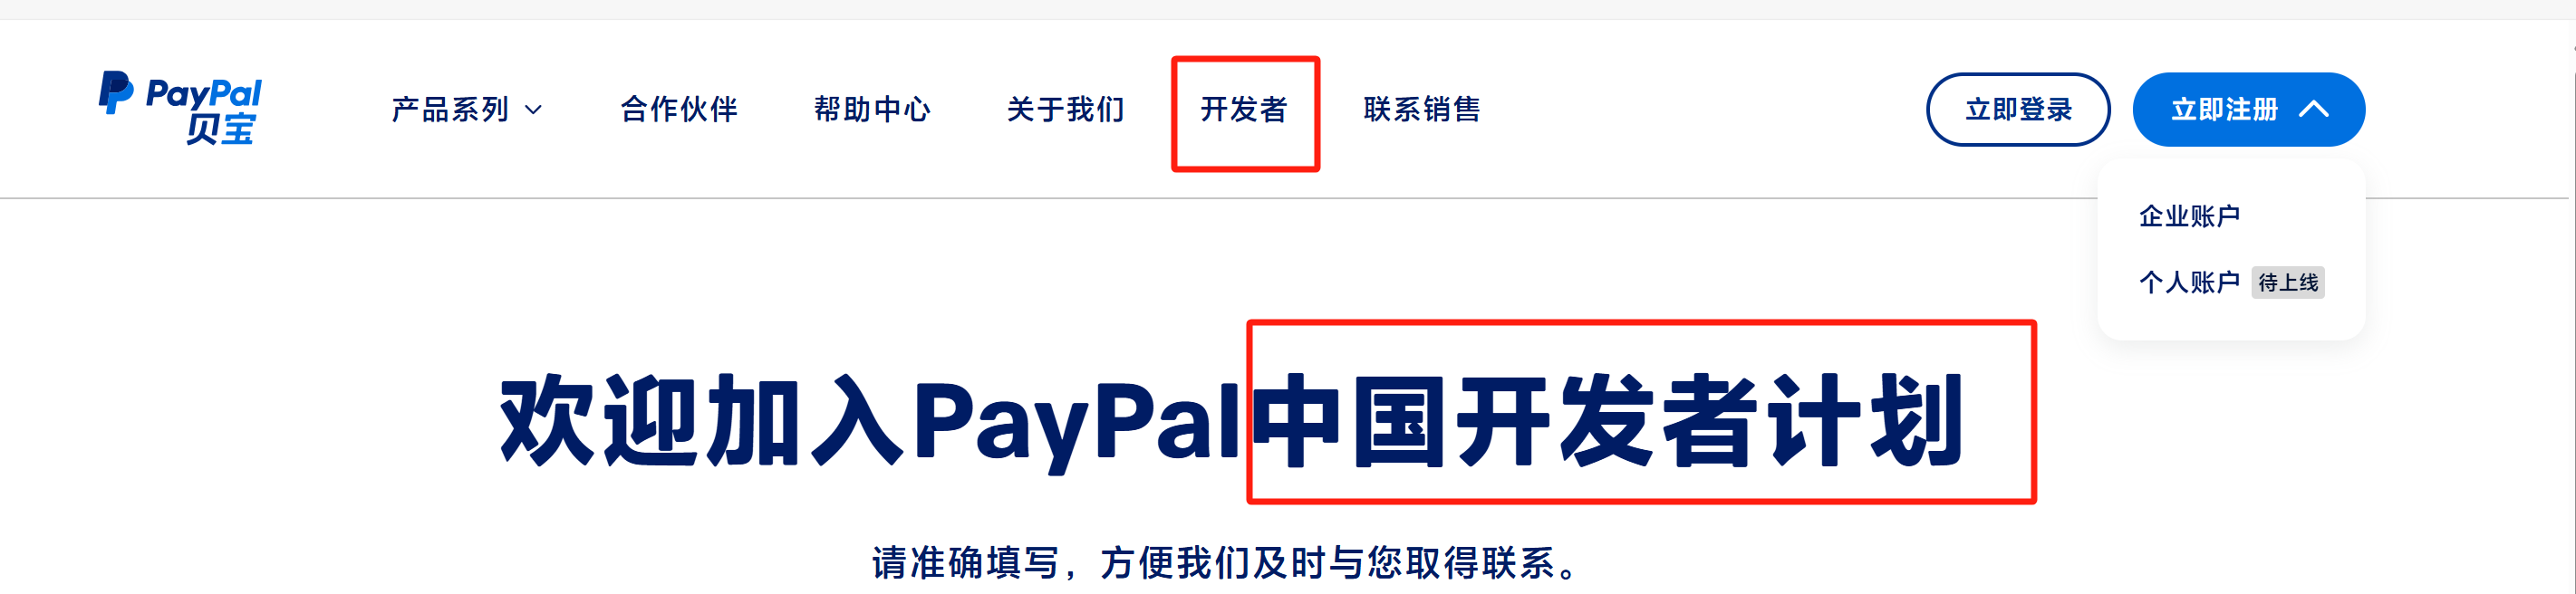 PayPal
贝宝
产品系列
合作伙伴
帮助中心
关于我们
开发者
联系销售
立即登录
立即注册
企业账户
个人账户 待上线
欢迎加入PayPal中国开发者计划
请准确填写，方便我们及时与您取得联系。